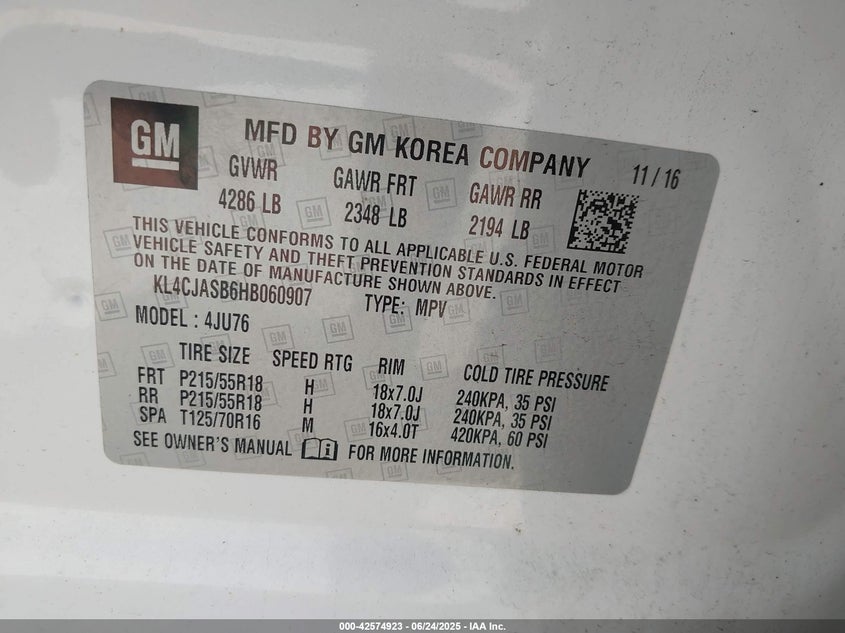 GM
MFD BY GM KOREA COMPANY 11 / 16
GVWR GAWR FRT GAWR RR
4286 LB 2348 LB 2194 LB
THIS VEHICLE CONFORMS TO ALL APPLICABLE U.S. FEDERAL MOTOR
VEHICLE SAFETY AND THEFT PREVENTION STANDARDS IN EFFECT
ON THE DATE OF MANUFACTURE SHOWN ABOVE.
KL4CJASB6HB060907 TYPE: MPV
MODEL : 4JU76
TIRE SIZE SPEED RTG RIM COLD TIRE PRESSURE
FRT P215/55R18 H 18x7.0J 240KPA, 35 PSI
RR P215/55R18 H 18x7.0J 240KPA, 35 PSI
SPA T125/70R16 M 16x4.0T 420KPA, 60 PSI
SEE OWNER'S MANUAL FOR MORE INFORMATION.
000-42574923 - 06/24/2025 - IAA Inc.